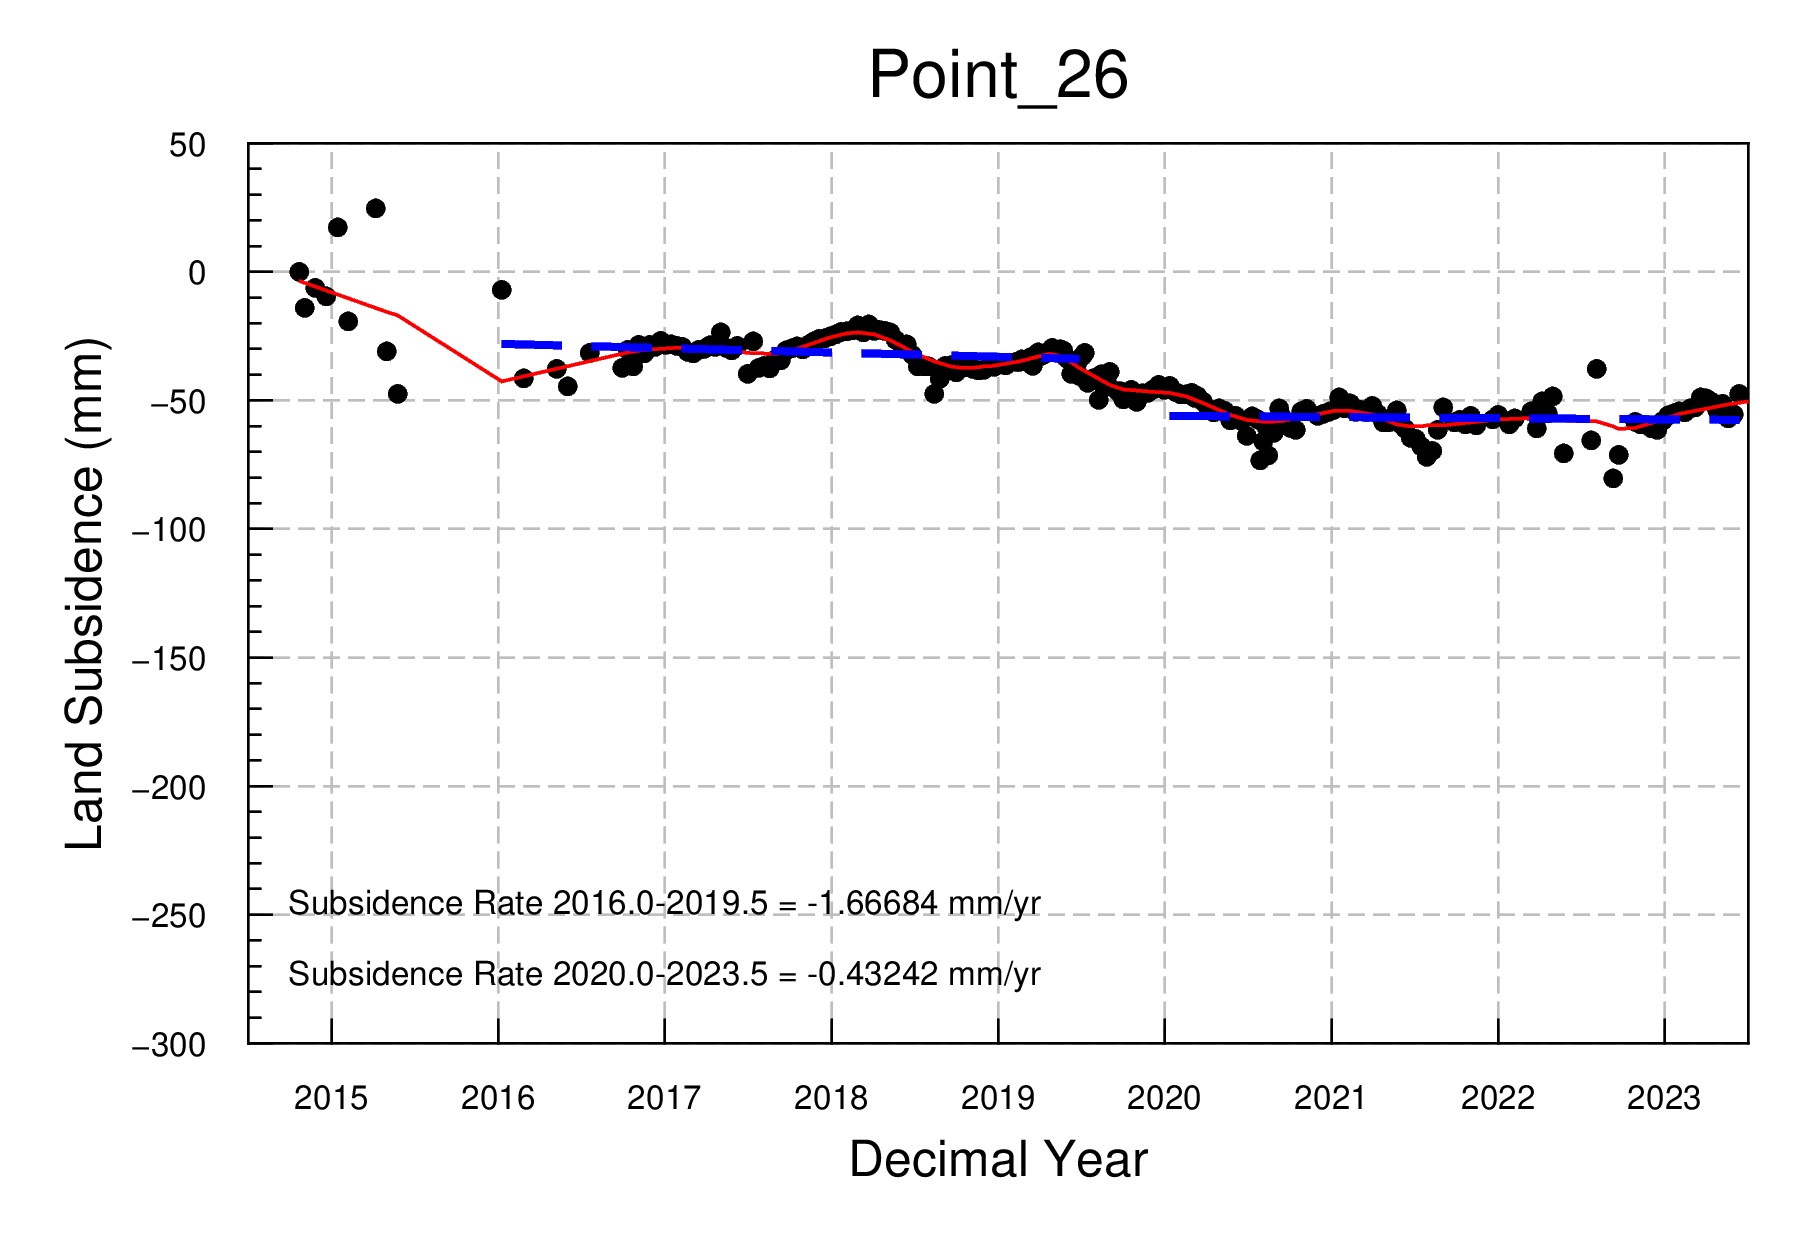 Point_26
50
0
−50
−100
−150
−200
−250
−300
Land Subsidence (mm)
Subsidence Rate 2016.0-2019.5 = -1.66684 mm/yr
Subsidence Rate 2020.0-2023.5 = -0.43242 mm/yr
2015 2016 2017 2018 2019 2020 2021 2022 2023
Decimal Year